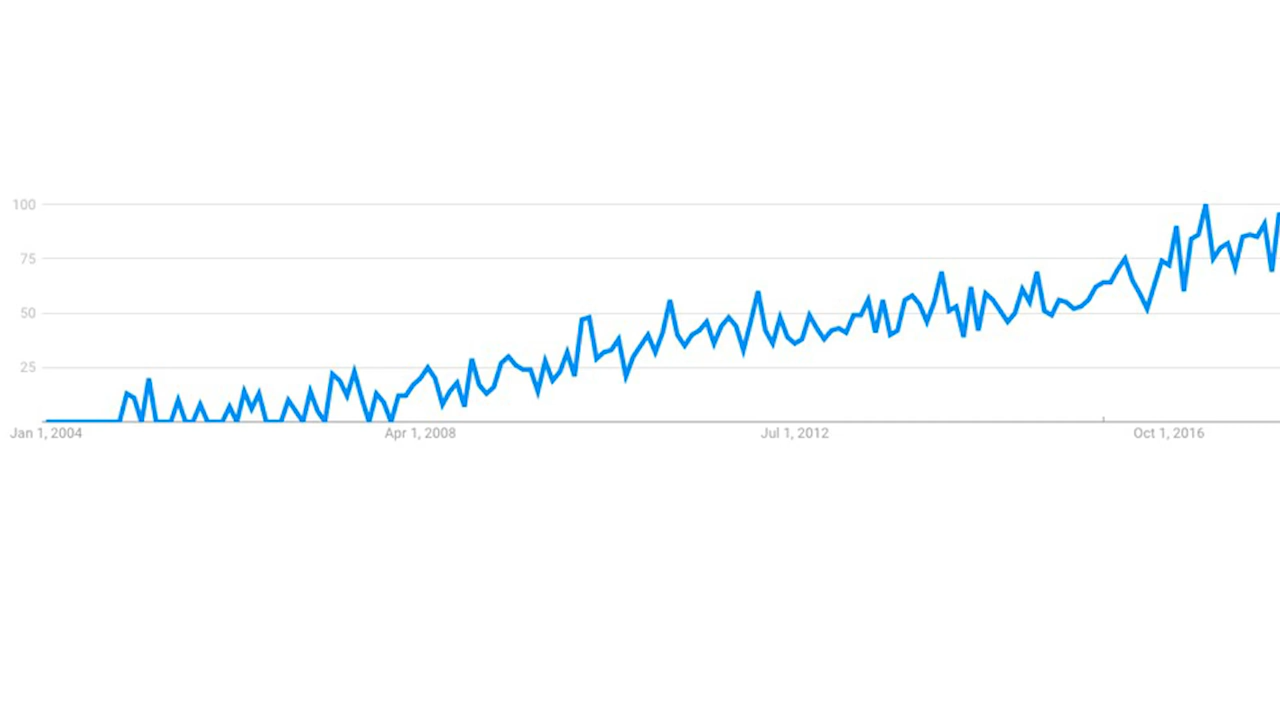 100
75
50
25
Jan 1, 2004
Apr 1, 2008
Jul 1, 2012
Oct 1, 2016